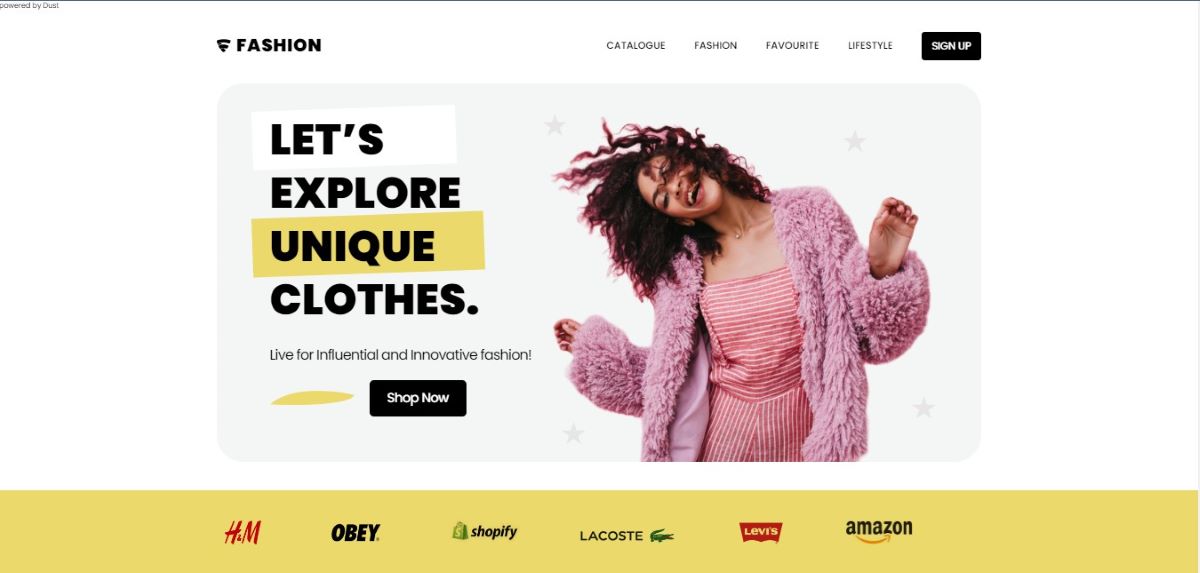 powered by Dust
FASHION
CATALOGUE
FASHION
FAVOURITE
LIFESTYLE
SIGN UP
LET’S
EXPLORE
UNIQUE
CLOTHES.
Live for Influential and Innovative fashion!
Shop Now
H&M
OBEY
shopify
LACOSTE
LEVI'S
amazon